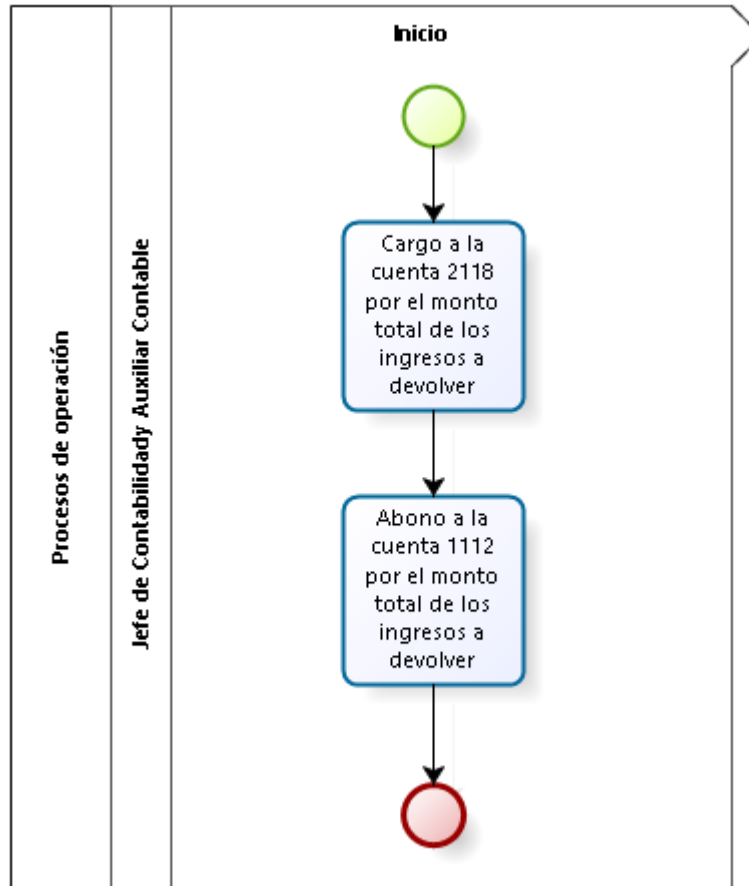 Inicio
Procesos de operación
Jefe de Contabilidady Auxiliar Contable
Cargo a la
cuenta 2118
por el monto
total de los
ingresos a
devolver
Abono a la
cuenta 1112
por el monto
total de los
ingresos a
devolver